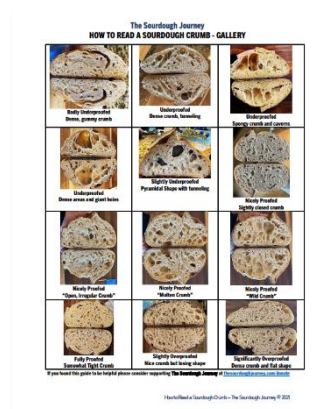 The Sourdough Journey
HOW TO READ A SOURDOUGH CRUMB - GALLERY
Badly Underproofed
Dense, gummy crumb
Underproofed
Dense crumb, tunneling
Underproofed
Spongy crumb and caverns
Underproofed
Dense areas and giant holes
Slightly Underproofed
Pyramidal Shape with tunneling
Nicely Proofed
Slightly closed crumb
Nicely Proofed
"Open, Irregular Crumb"
Nicely Proofed
"Molten Crumb"
Nicely Proofed
"Wild Crumb"
Fully Proofed
Somewhat Tight Crumb
Slightly Overproofed
Nice crumb but losing shape
Significantly Overproofed
Dense crumb and flat shape
If you found this guide to be helpful please consider supporting The Sourdough Journey at thesourdoughjourney.com/donate
How to Read a Sourdough Crumb - The Sourdough Journey © 2021